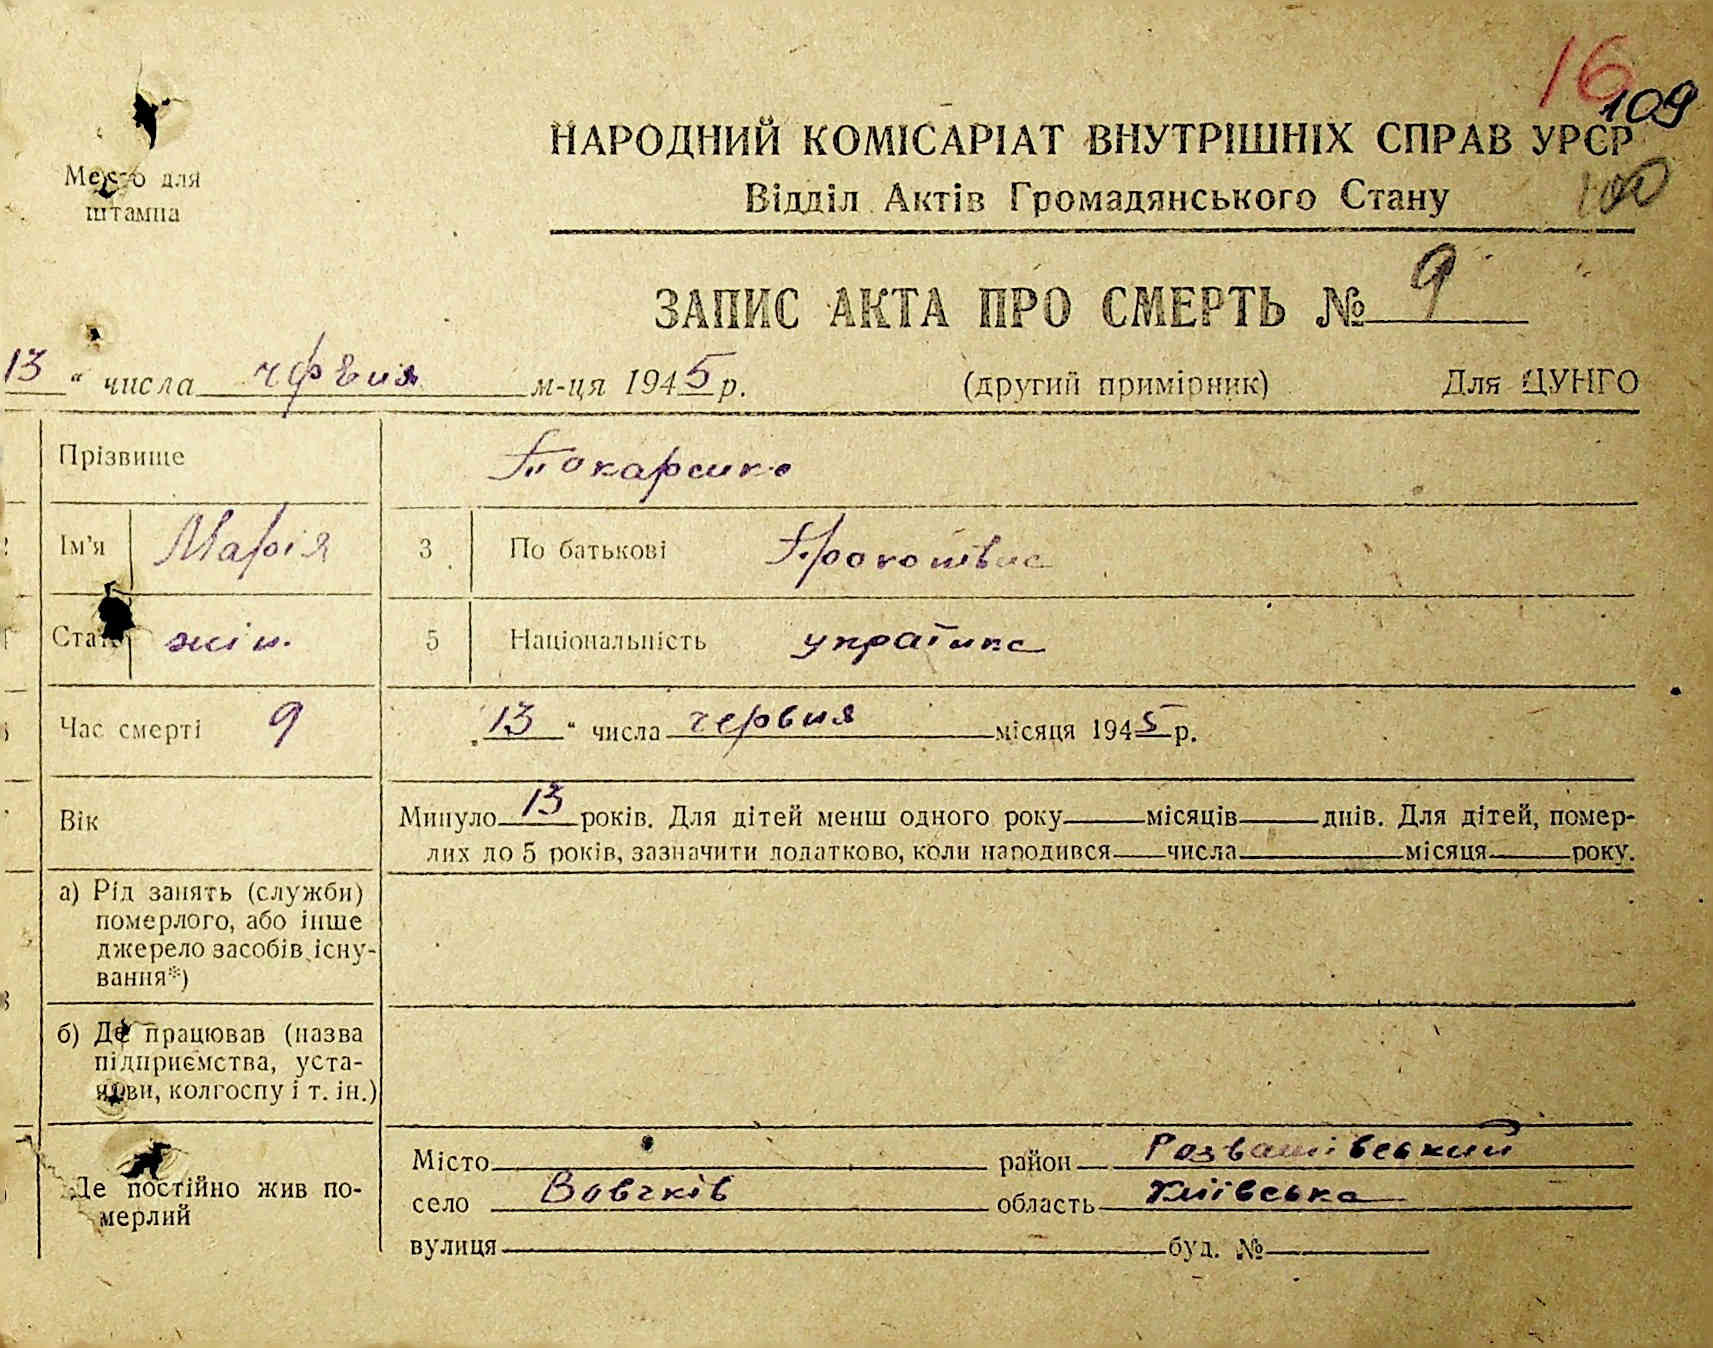 16
109
100
Место для
штампа
НАРОДНИЙ КОМІСАРІАТ ВНУТРІШНІХ СПРАВ УРСР
Відділ Актів Громадянського Стану
ЗАПИС АКТА ПРО СМЕРТЬ № 9
13 “ числа червня м-ця 1945 р. (другий примірник) Для ЦУНГО
Прізвище Токаренко
Ім’я Марія 3 По батькові Прокопівна
Стать жін. 5 Національність українка
Час смерті 9 „13“ числа червня місяця 1945 р.
Вік Минуло 13 років. Для дітей менш одного року місяців днів. Для дітей, помер-
лих до 5 років, зазначити додатково, коли народився числа місяця року.
а) Рід занять (служби)
померлого, або інше
джерело засобів існу-
вання*)
б) Де працював (назва
підприємства, уста-
нови, колгоспу і т. ін.)
Де постійно жив по-
мерлий
Місто район Розважівський
село Вовчків область Київська
вулиця буд. №